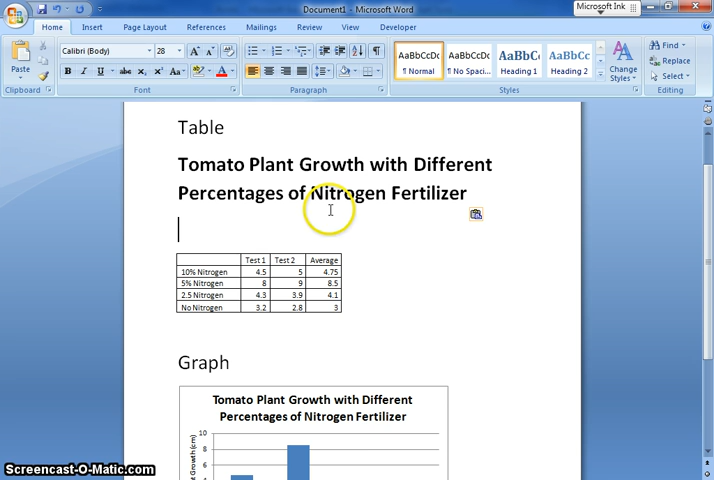 Document1 - Microsoft Word
Microsoft Ink
Home Insert Page Layout References Mailings Review View Developer
Paste
Clipboard
Calibri (Body) 28
Font
Paragraph
AaBbCcDc AaBbCcDc AaBbC AaBbCc
¶ Normal ¶ No Spaci... Heading 1 Heading 2
Change
Styles
Styles
Find
Replace
Select
Editing
Table
Tomato Plant Growth with Different
Percentages of Nitrogen Fertilizer
Test 1 Test 2 Average
10% Nitrogen 4.5 5 4.75
5% Nitrogen 8 9 8.5
2.5 Nitrogen 4.3 3.9 4.1
No Nitrogen 3.2 2.8 3
Graph
Tomato Plant Growth with Different
Percentages of Nitrogen Fertilizer
10
8
6
4
Growth (cm)
Screencast-O-Matic.com